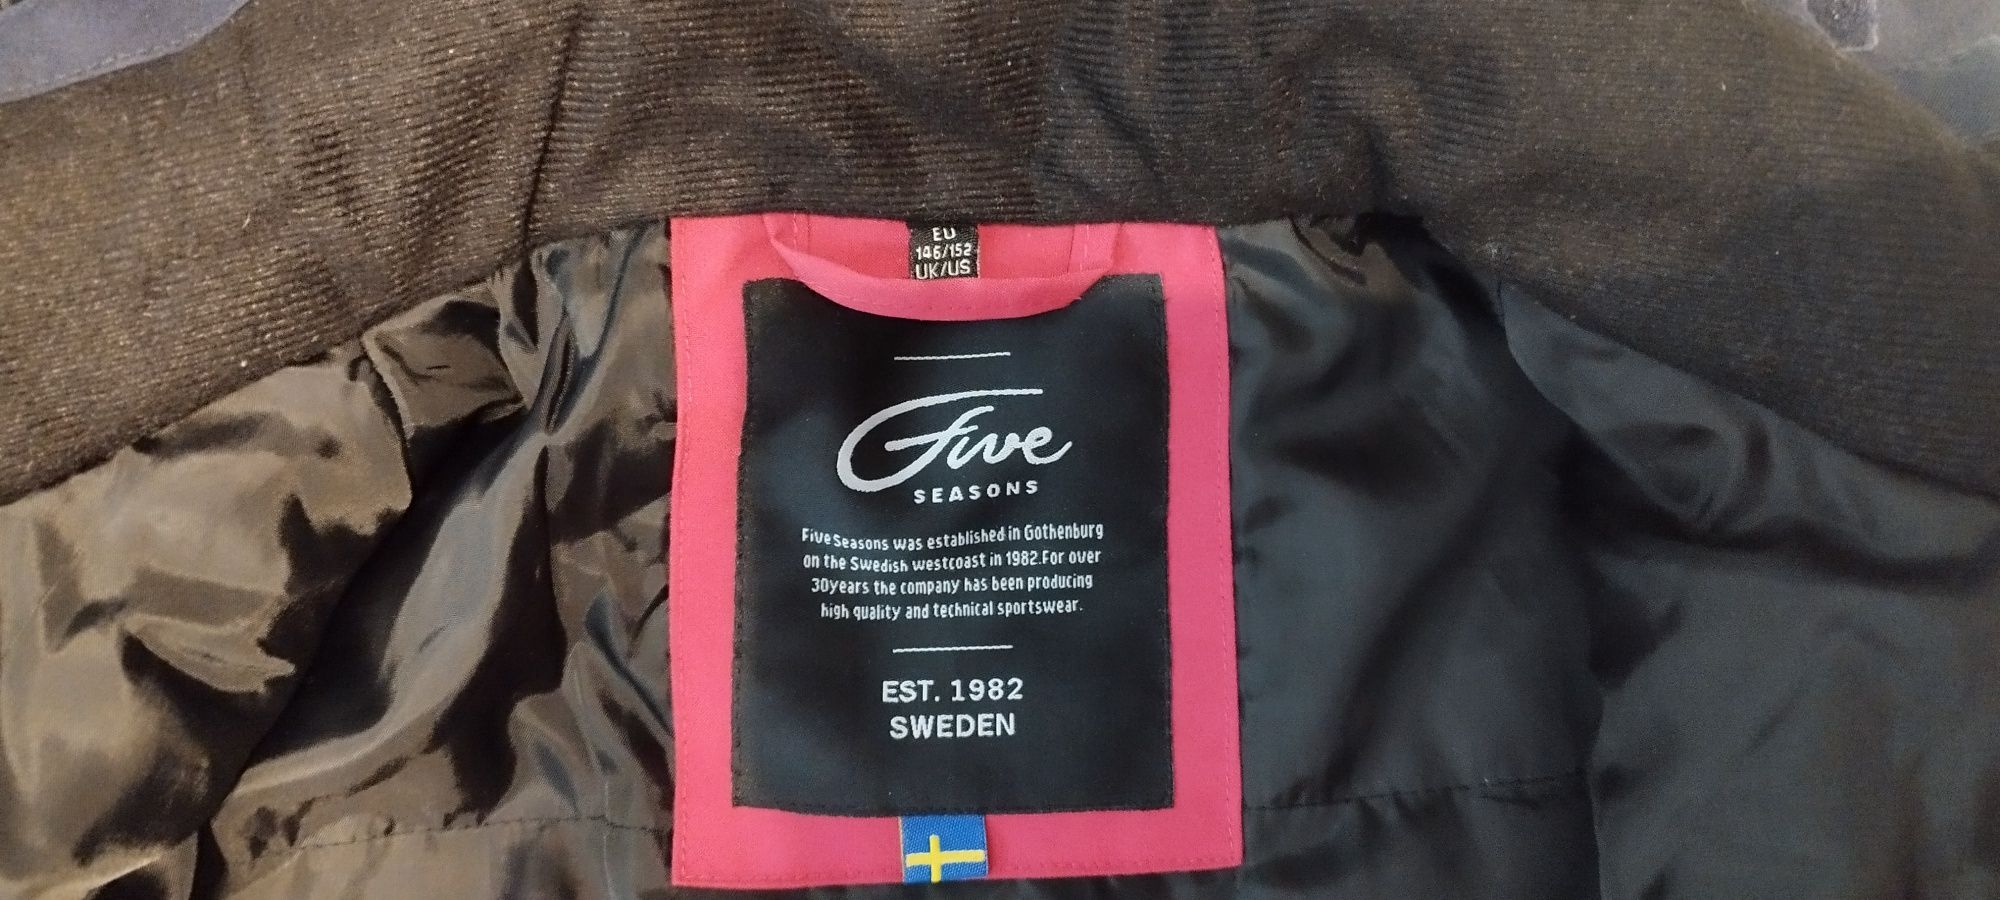 EU
146/152
UK/US
Five
SEASONS
Five Seasons was established in Gothenburg
on the Swedish westcoast in 1982.For over
30years the company has been producing
high quality and technical sportswear.
EST. 1982
SWEDEN